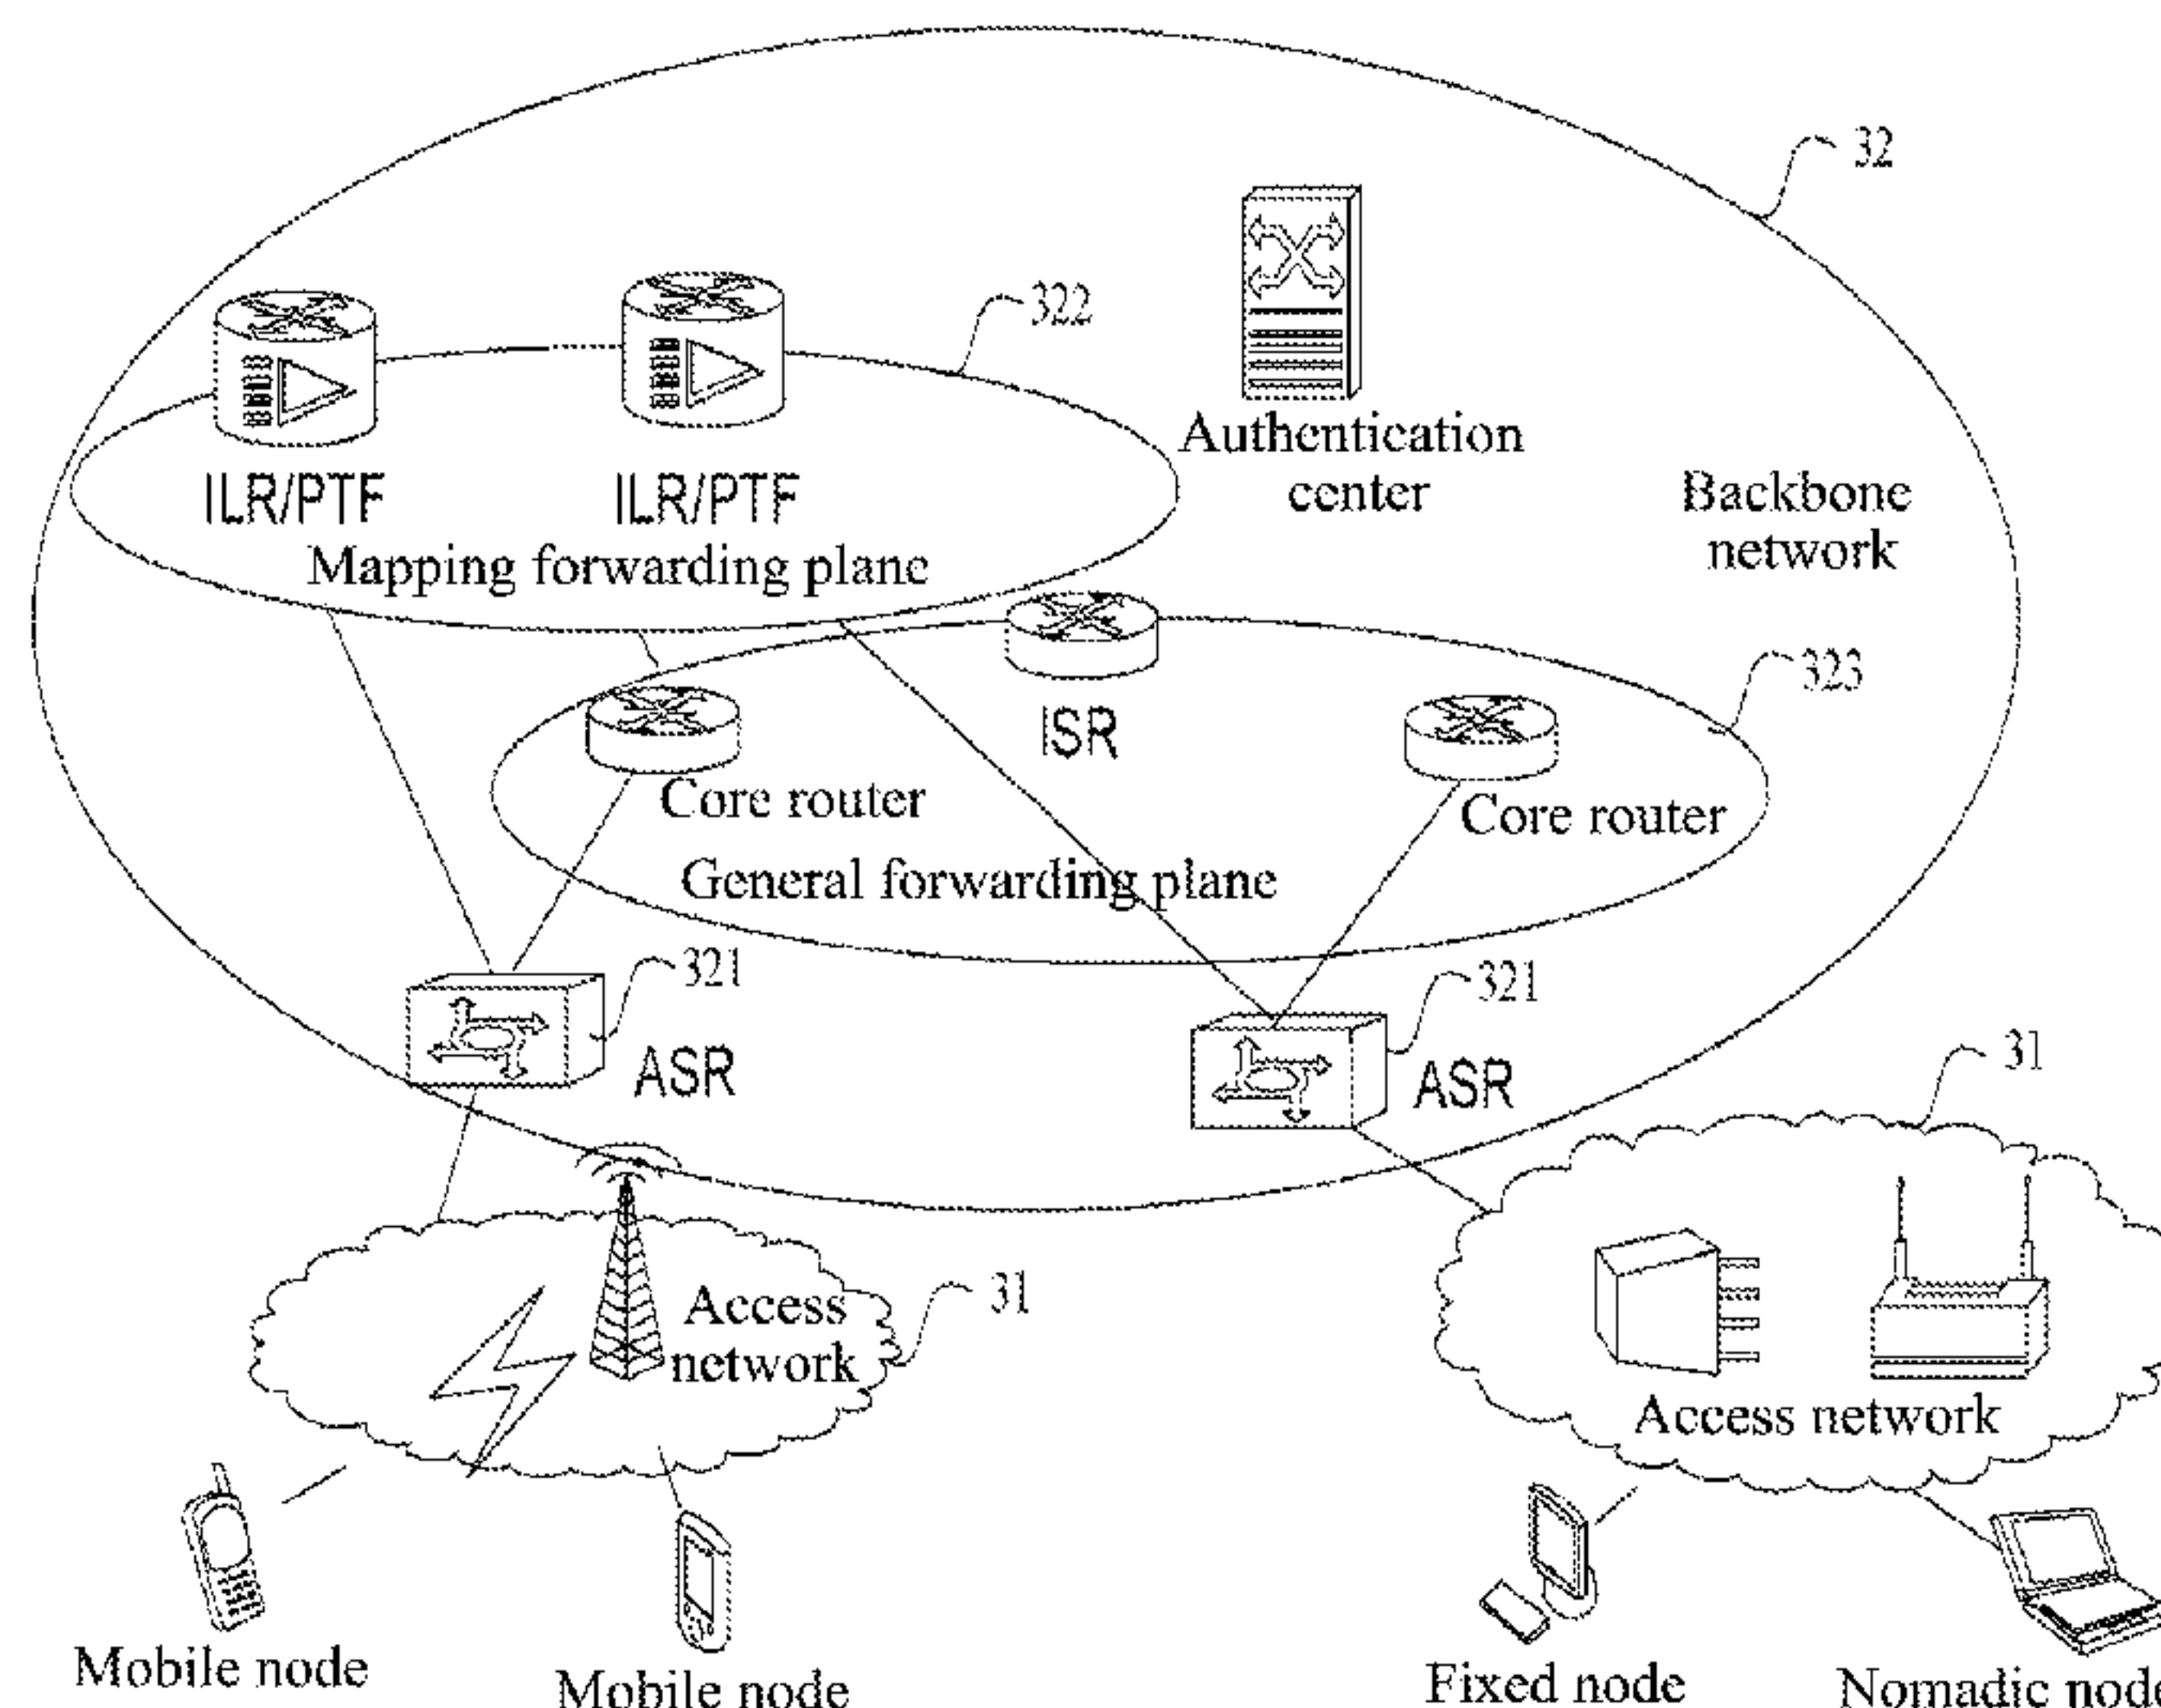 32
322
Authentication
center
ILR/PTF
ILR/PTF
Backbone
network
Mapping forwarding plane
323
ISR
Core router
Core router
General forwarding plane
321
321
ASR
ASR
31
31
Access
network
Access network
Mobile node
Mobile node
Fixed node
Nomadic node